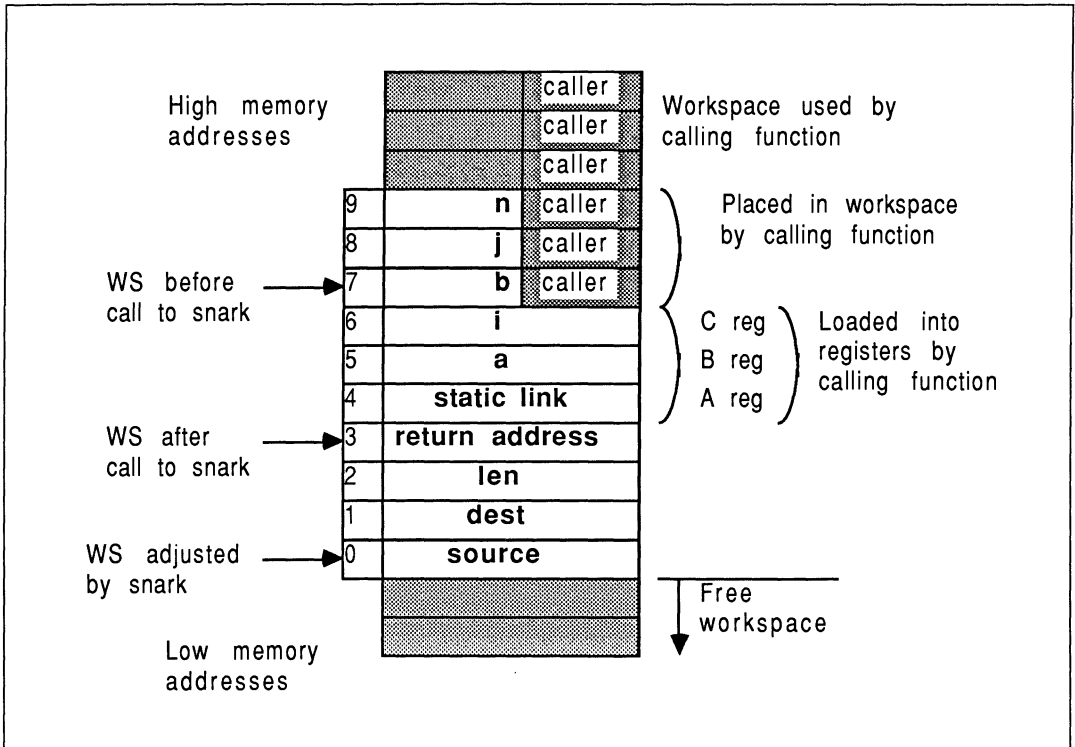 High memory
addresses
caller
caller
caller
Workspace used by
calling function
9 n caller
8 j caller
7 b caller
Placed in workspace
by calling function
WS before
call to snark
6 i
5 a
4 static link
C reg
B reg
A reg
Loaded into
registers by
calling function
WS after
call to snark
3 return address
2 len
1 dest
0 source
WS adjusted
by snark
Free
workspace
Low memory
addresses